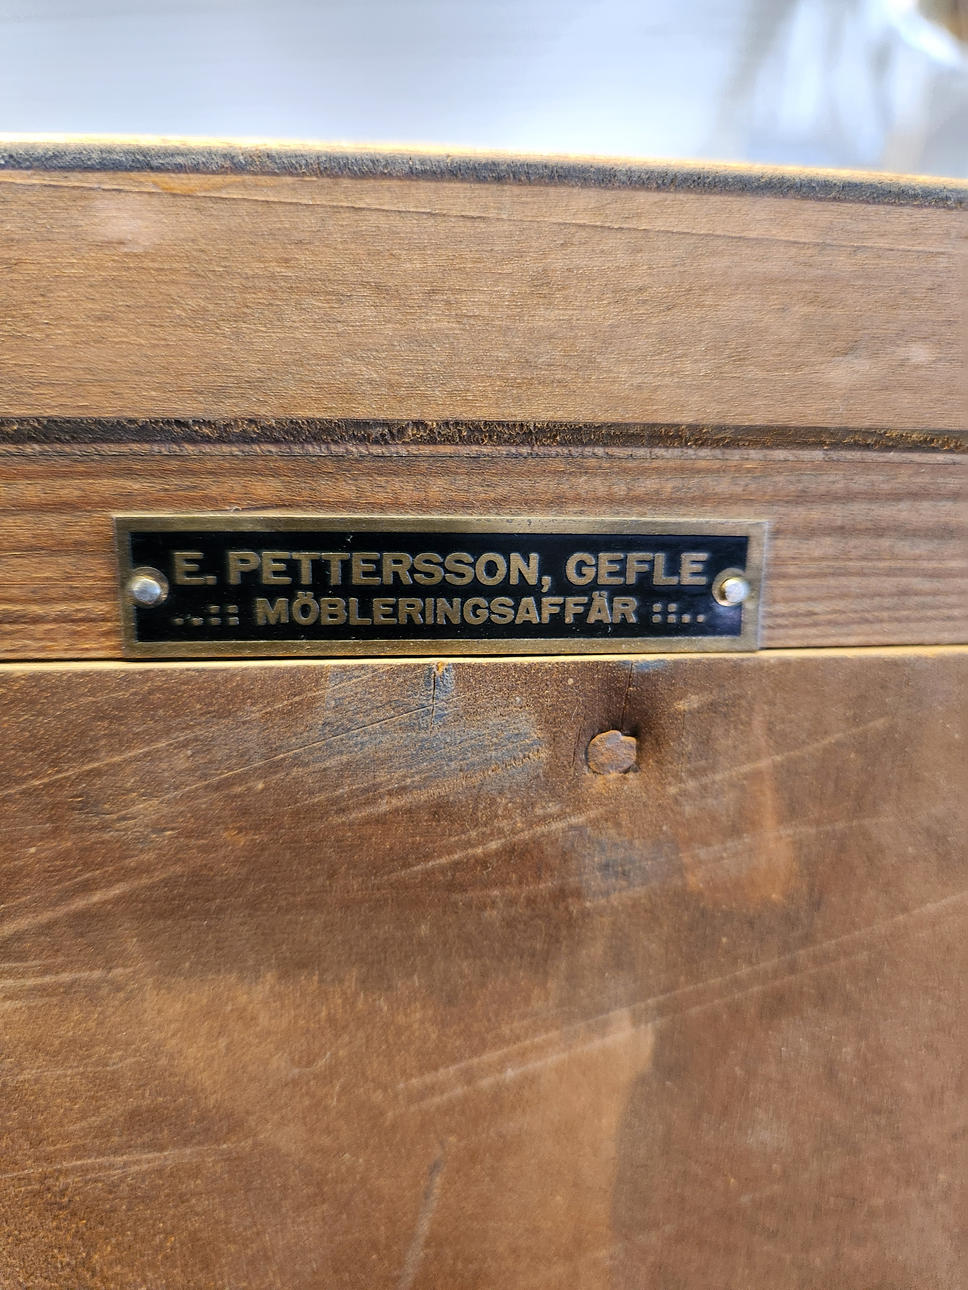 E. PETTERSSON, GEFLE
..:: MÖBLERINGSAFFÄR ::..